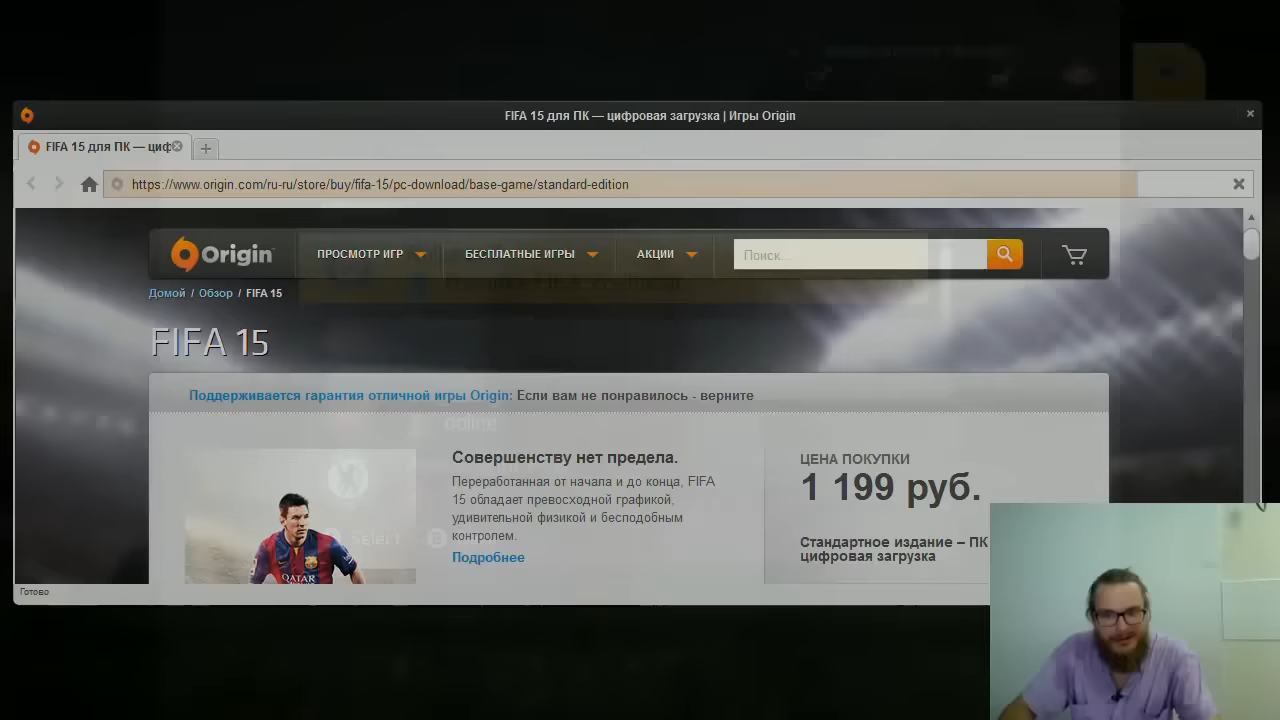 FIFA 15 для ПК — цифровая загрузка | Игры Origin
FIFA 15 для ПК — циф
https://www.origin.com/ru-ru/store/buy/fifa-15/pc-download/base-game/standard-edition
Origin
ПРОСМОТР ИГР
БЕСПЛАТНЫЕ ИГРЫ
АКЦИИ
Поиск...
Домой / Обзор / FIFA 15
FIFA 15
Поддерживается гарантия отличной игры Origin: Если вам не понравилось - верните
online
Совершенству нет предела.
Переработанная от начала и до конца, FIFA
15 обладает превосходной графикой,
удивительной физикой и бесподобным
контролем.
Подробнее
Select
B
X
QATAR
ЦЕНА ПОКУПКИ
1 199 руб.
Стандартное издание – ПК
цифровая загрузка
Готово